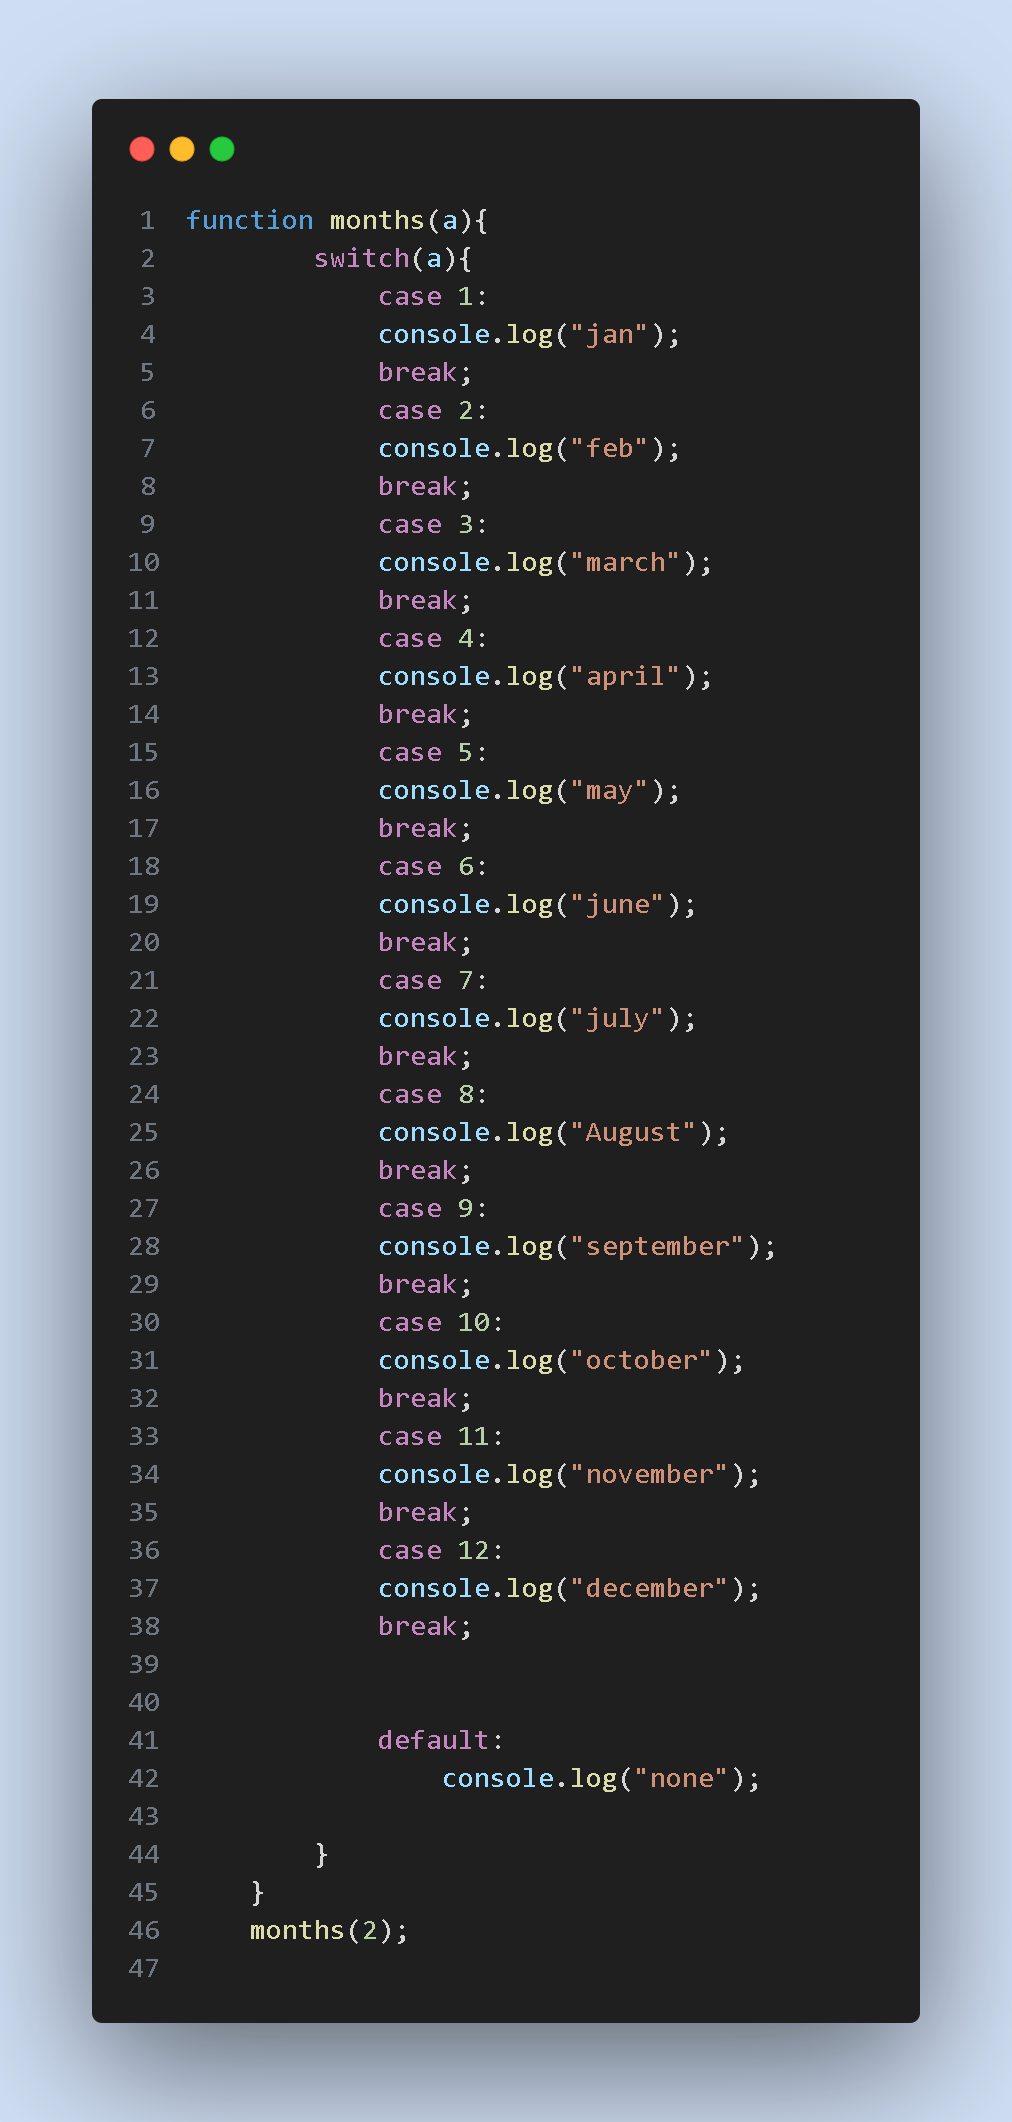 1 function months(a){
2         switch(a){
3             case 1:
4             console.log("jan");
5             break;
6             case 2:
7             console.log("feb");
8             break;
9             case 3:
10             console.log("march");
11             break;
12             case 4:
13             console.log("april");
14             break;
15             case 5:
16             console.log("may");
17             break;
18             case 6:
19             console.log("june");
20             break;
21             case 7:
22             console.log("july");
23             break;
24             case 8:
25             console.log("August");
26             break;
27             case 9:
28             console.log("september");
29             break;
30             case 10:
31             console.log("october");
32             break;
33             case 11:
34             console.log("november");
35             break;
36             case 12:
37             console.log("december");
38             break;
39
40
41             default:
42                 console.log("none");
43
44         }
45     }
46     months(2);
47